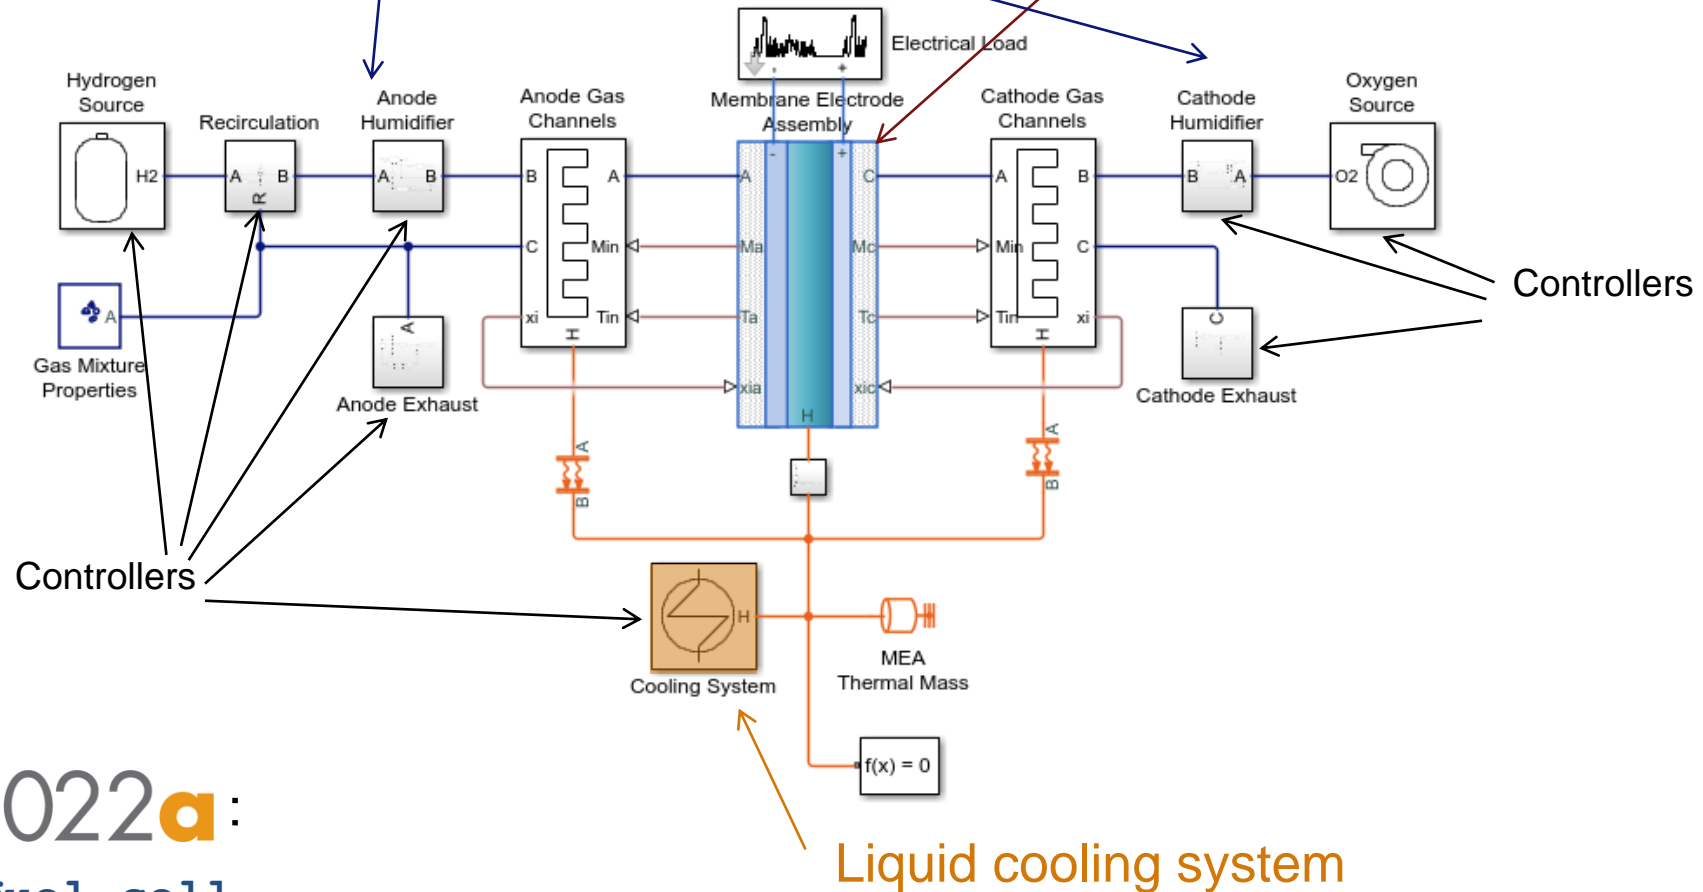 Electrical Load
-
+
Hydrogen
Source
Recirculation
Anode
Humidifier
Anode Gas
Channels
Membrane Electrode
Assembly
Cathode Gas
Channels
Cathode
Humidifier
Oxygen
Source
H2
A
B
R
A
B
B
A
C
Min
xi
Tin
H
-
+
A
C
Ma
Mc
Ta
Tc
xia
xic
H
A
B
C
Min
Tin
xi
H
B
A
O2
Controllers
A
Gas Mixture
Properties
A
Anode Exhaust
C
Cathode Exhaust
A
B
A
B
Controllers
H
Cooling System
MEA
Thermal Mass
f(x) = 0
022a:
Liquid cooling system
fuel cell